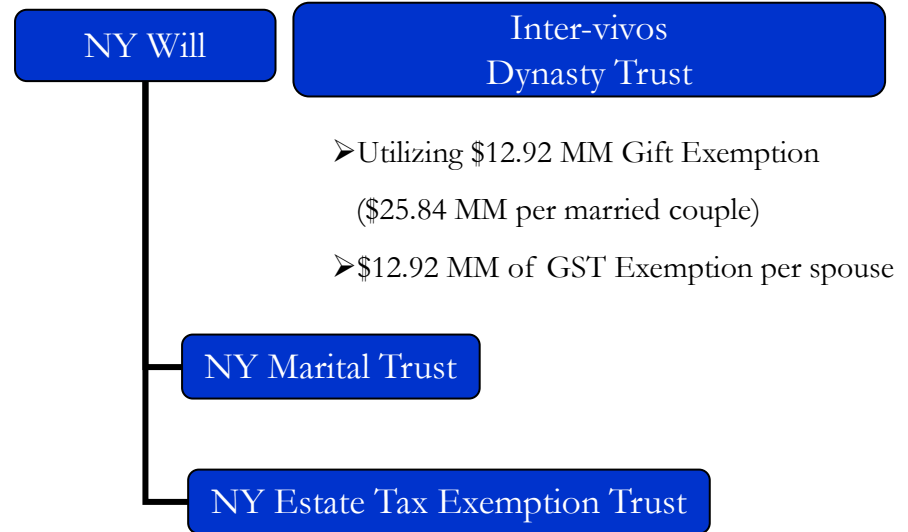 NY Will
Inter-vivos
Dynasty Trust
➢Utilizing $12.92 MM Gift Exemption
($25.84 MM per married couple)
➢$12.92 MM of GST Exemption per spouse
NY Marital Trust
NY Estate Tax Exemption Trust